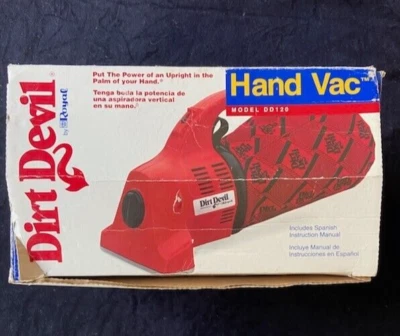 Dirt Devil
by Royal
Put The Power of an Upright in the
Palm of your Hand.®
Tenga toda la potencia de
una aspiradora vertical
en su mano.
Hand Vac™
MODEL DD120
Dirt Devil
Includes Spanish
Instruction Manual
Incluye Manual de
Instrucciones en Español